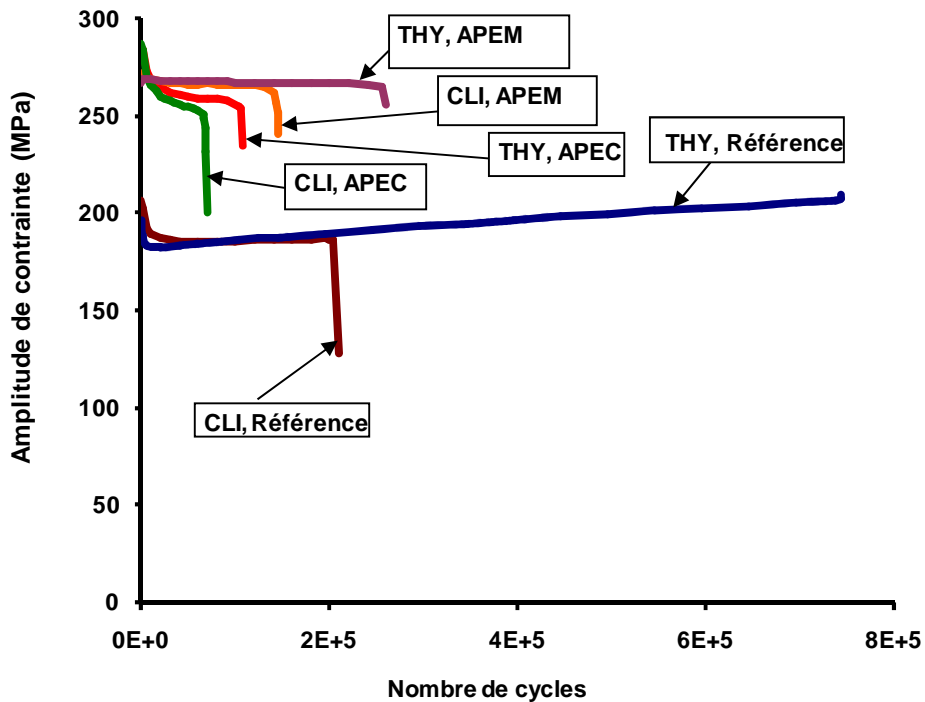 300
250
200
150
100
50
0
Amplitude de contrainte (MPa)
THY, APEM
CLI, APEM
THY, APEC
CLI, APEC
THY, Référence
CLI, Référence
0E+0
2E+5
4E+5
6E+5
8E+5
Nombre de cycles